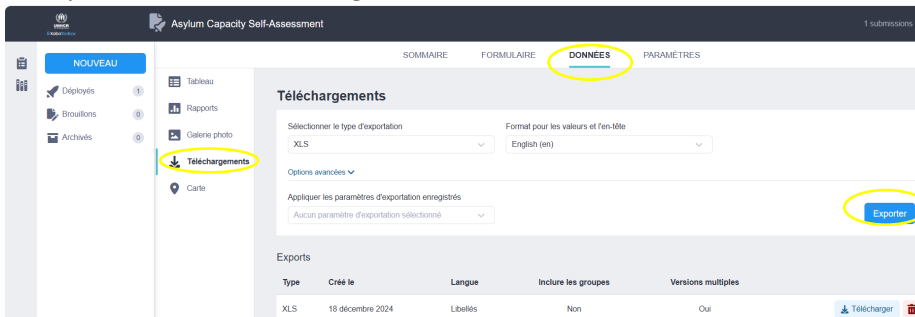 UNHCR
Asylum Capacity Self-Assessment
1 submissions
NOUVEAU
Déployés 1
Brouillons 0
Archivés 0
SOMMAIRE FORMULAIRE DONNÉES PARAMÈTRES
Tableau
Rapports
Galerie photo
Téléchargements
Carte
Téléchargements
Sélectionner le type d'exportation Format pour les valeurs et l'en-tête
XLS English (en)
Options avancées
Appliquer les paramètres d'exportation enregistrés
Aucun paramètre d'exportation sélectionné
Exporter
Exports
Type Créé le Langue Inclure les groupes Versions multiples
XLS 18 décembre 2024 Libellés Non Oui Télécharger